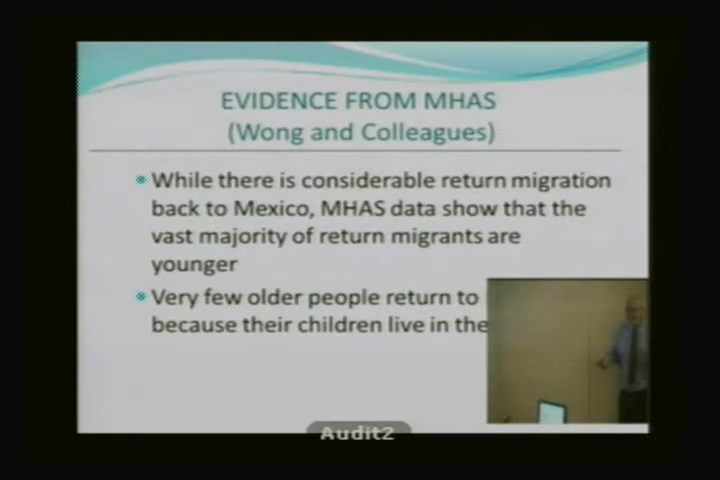 EVIDENCE FROM MHAS
(Wong and Colleagues)
While there is considerable return migration
back to Mexico, MHAS data show that the
vast majority of return migrants are
younger
Very few older people return to
because their children live in the
Audit2